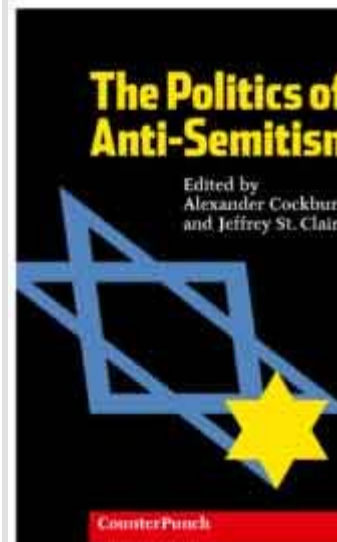 The Politics of
Anti-Semitism
Edited by
Alexander Cockbur
and Jeffrey St. Clair
CounterPunch